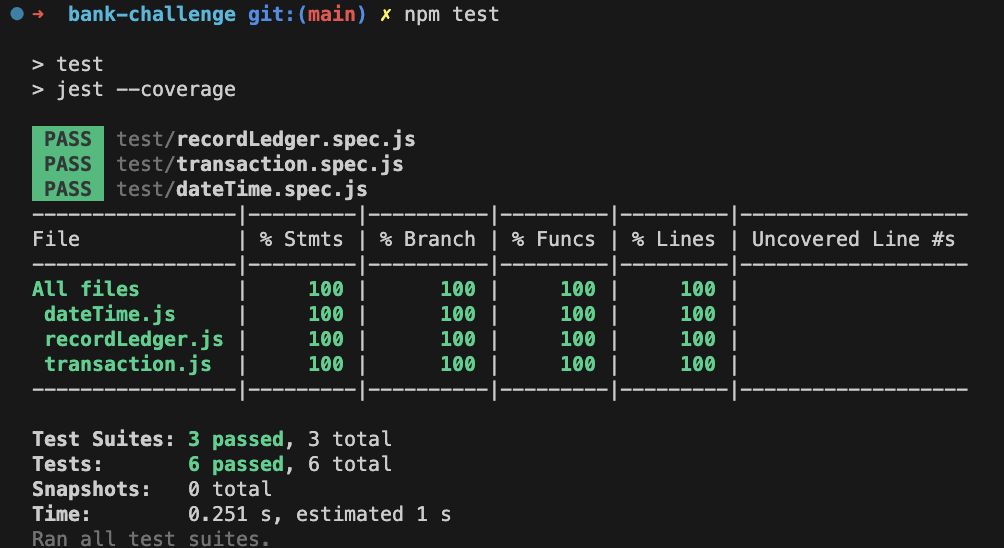 ➜ bank-challenge git:(main) ✗ npm test
> test
> jest --coverage
PASS test/recordLedger.spec.js
PASS test/transaction.spec.js
PASS test/dateTime.spec.js
----------------|---------|----------|---------|---------|-------------------
File | % Stmts | % Branch | % Funcs | % Lines | Uncovered Line #s
----------------|---------|----------|---------|---------|-------------------
All files | 100 | 100 | 100 | 100 |
dateTime.js | 100 | 100 | 100 | 100 |
recordLedger.js | 100 | 100 | 100 | 100 |
transaction.js | 100 | 100 | 100 | 100 |
----------------|---------|----------|---------|---------|-------------------
Test Suites: 3 passed, 3 total
Tests: 6 passed, 6 total
Snapshots: 0 total
Time: 0.251 s, estimated 1 s
Ran all test suites.